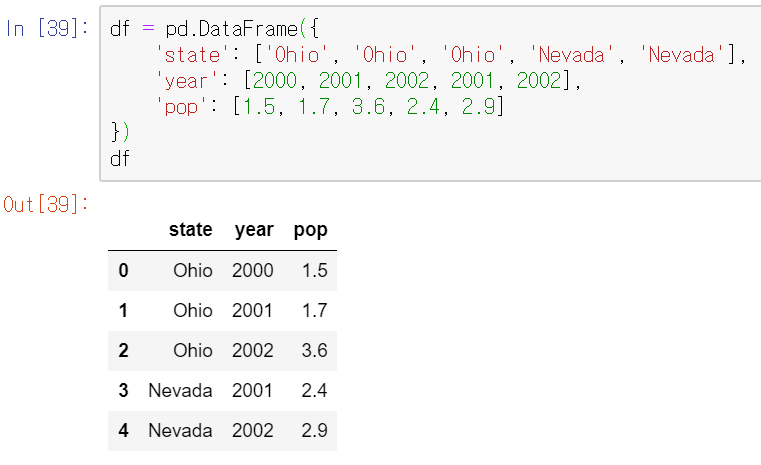 In [39]: df = pd.DataFrame({
'state': ['Ohio', 'Ohio', 'Ohio', 'Nevada', 'Nevada'],
'year': [2000, 2001, 2002, 2001, 2002],
'pop': [1.5, 1.7, 3.6, 2.4, 2.9]
})
df
Out[39]:
state year pop
0 Ohio 2000 1.5
1 Ohio 2001 1.7
2 Ohio 2002 3.6
3 Nevada 2001 2.4
4 Nevada 2002 2.9